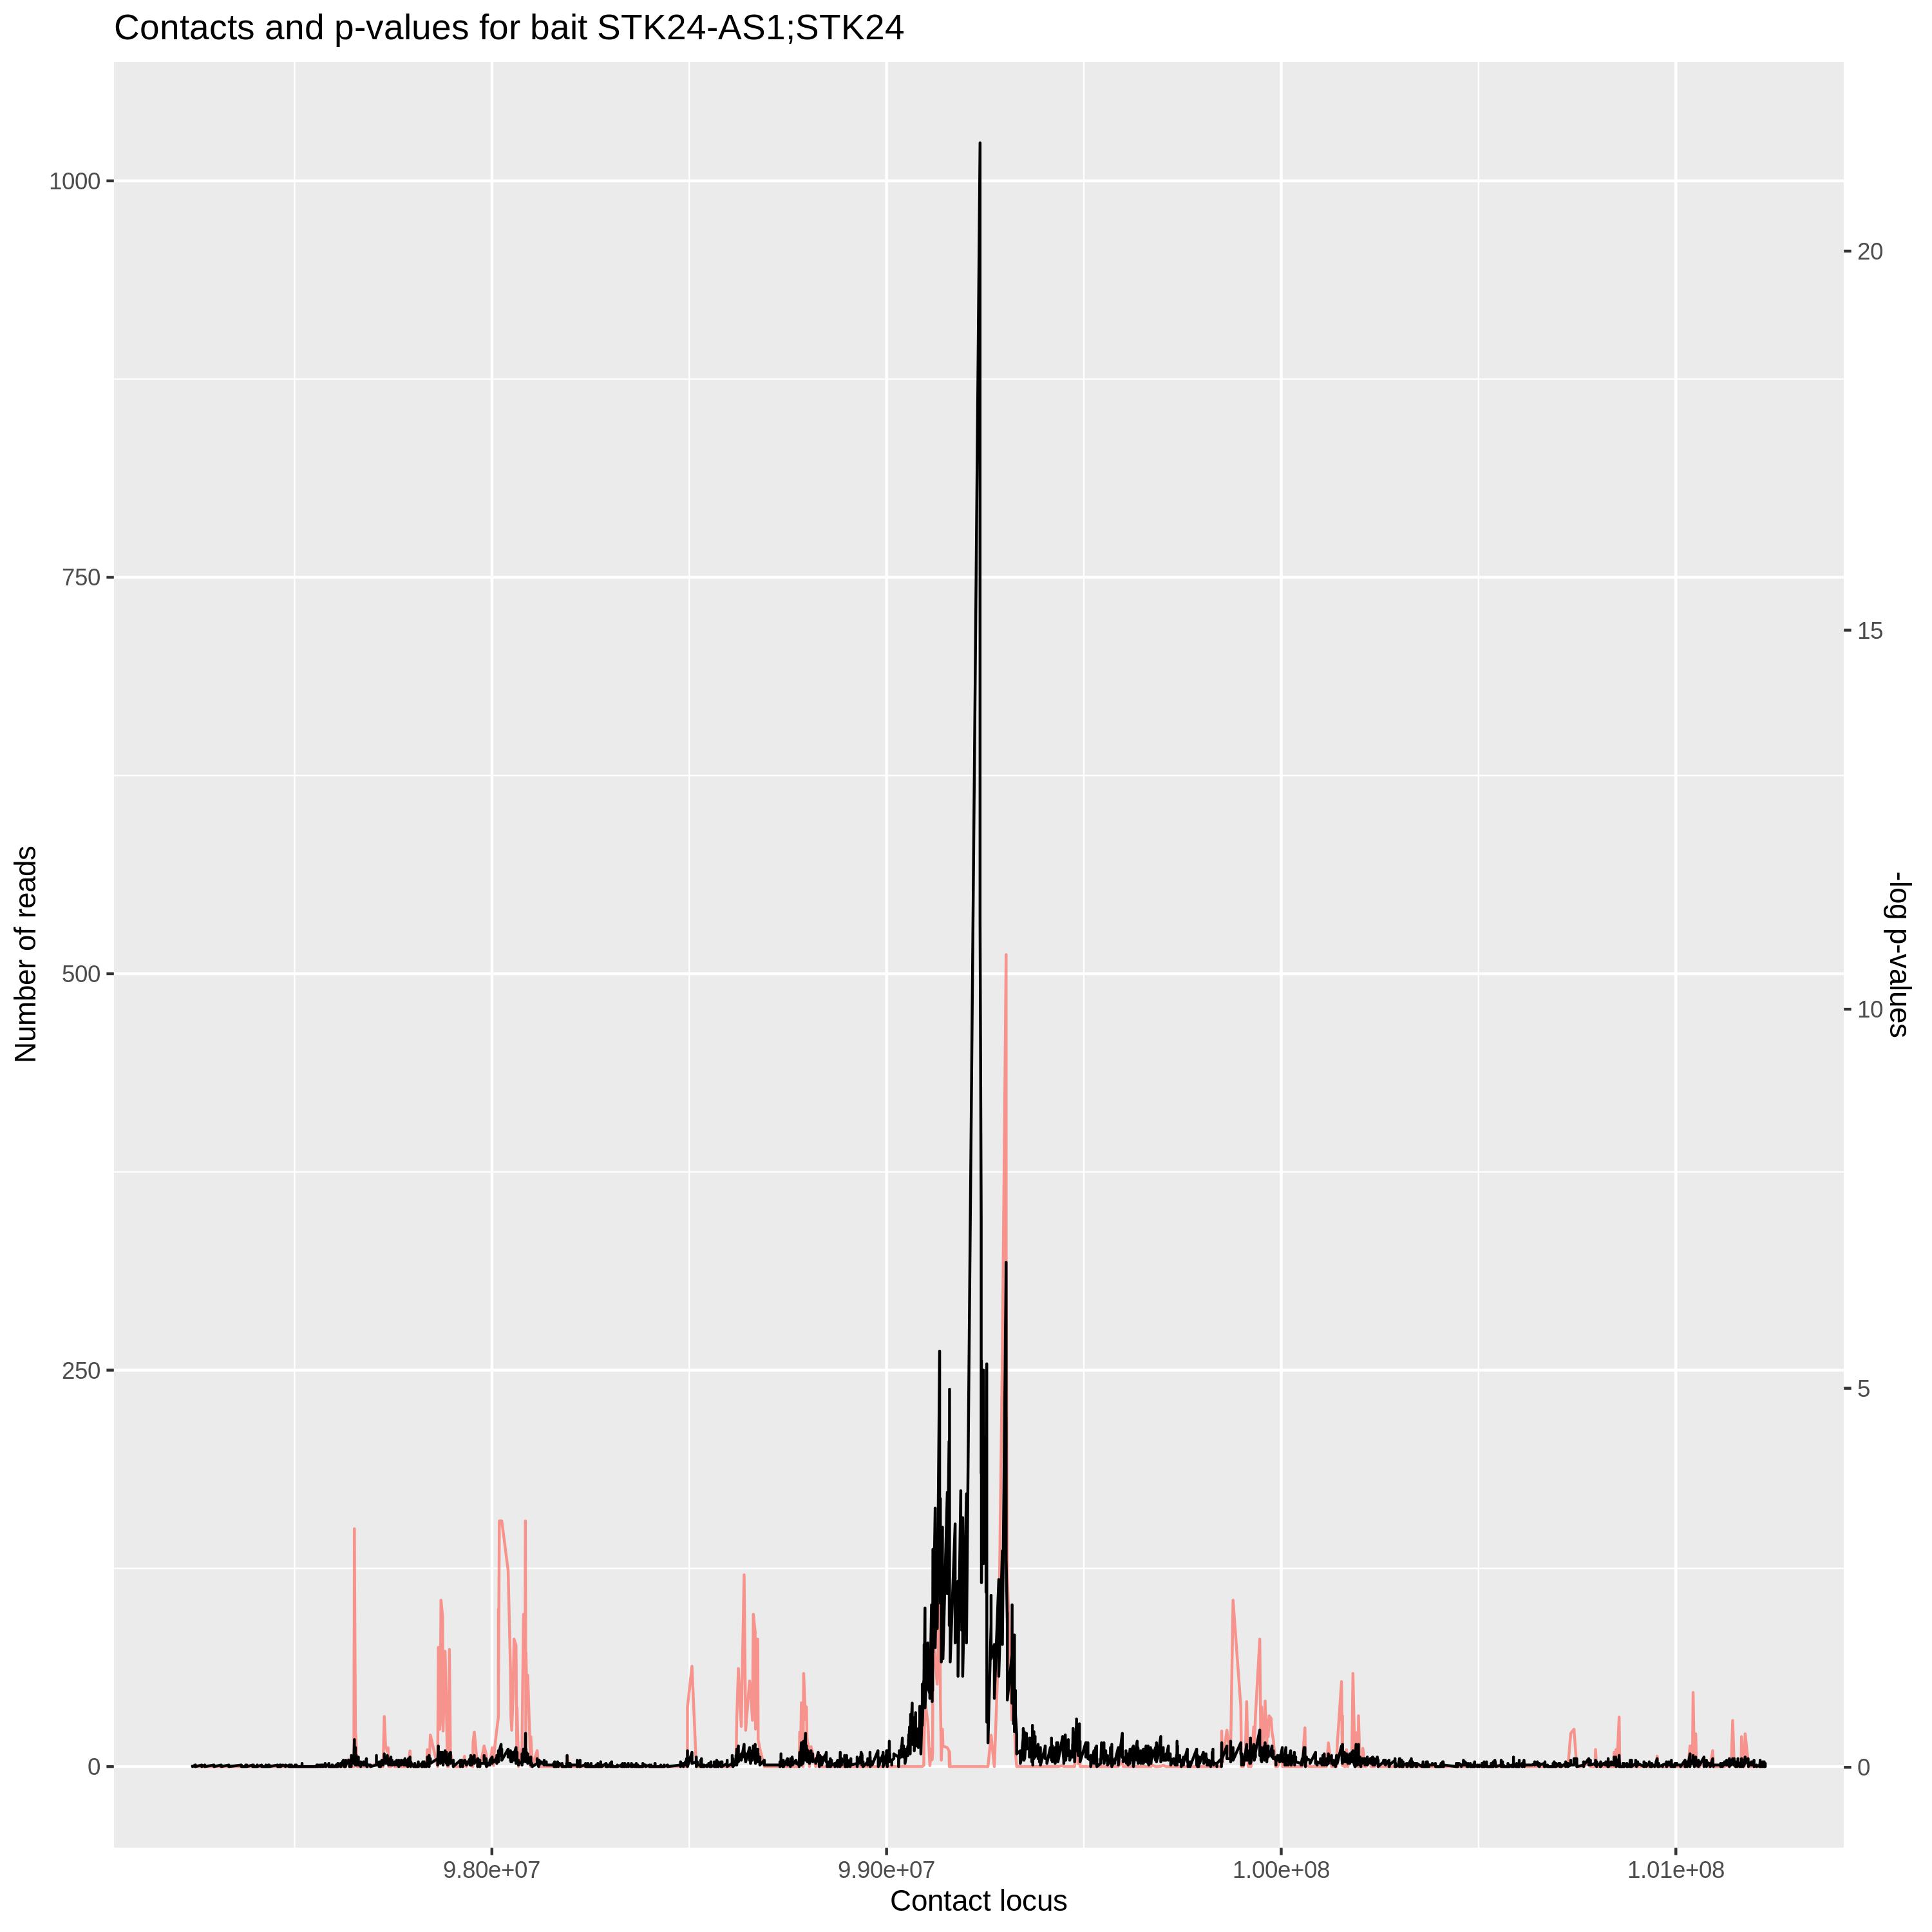 Contacts and p-values for bait STK24-AS1;STK24
1000
750
500
250
0
Number of reads
20
15
10
5
0
-log p-values
9.80e+07
9.90e+07
1.00e+08
1.01e+08
Contact locus